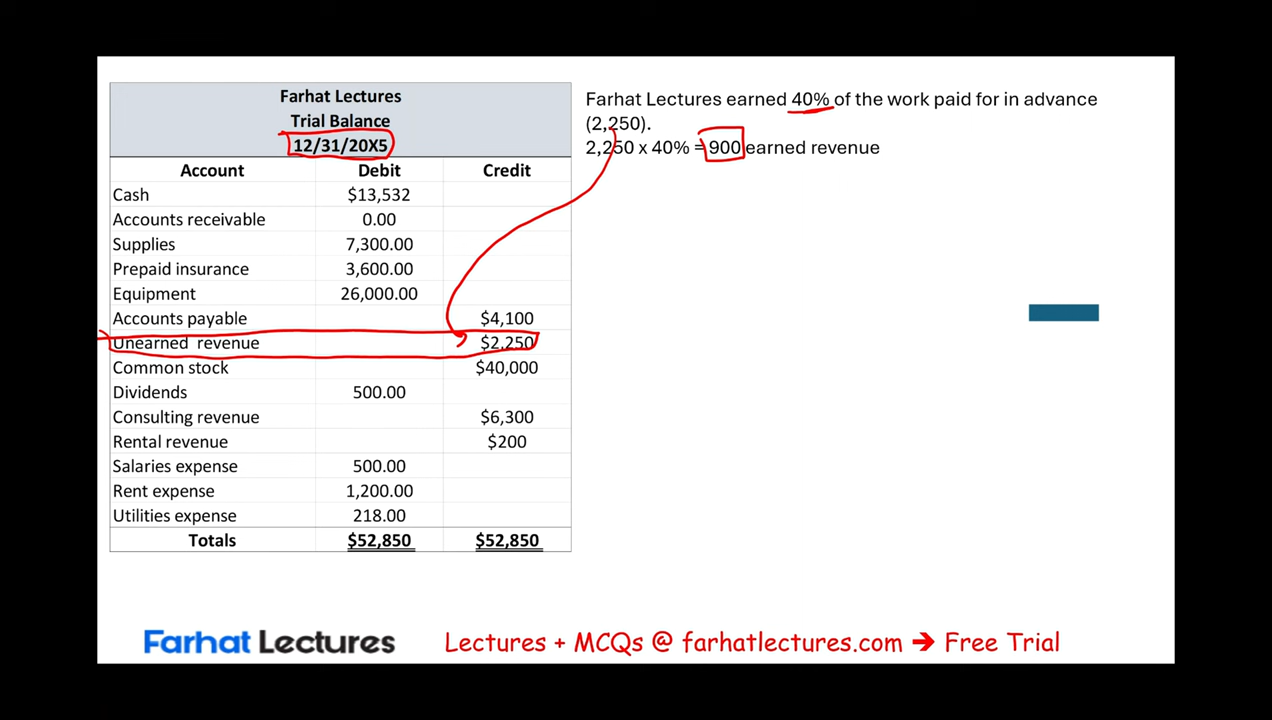 Farhat Lectures
Trial Balance
12/31/20X5
Account Debit Credit
Cash $13,532
Accounts receivable 0.00
Supplies 7,300.00
Prepaid insurance 3,600.00
Equipment 26,000.00
Accounts payable $4,100
Unearned revenue $2,250
Common stock $40,000
Dividends 500.00
Consulting revenue $6,300
Rental revenue $200
Salaries expense 500.00
Rent expense 1,200.00
Utilities expense 218.00
Totals $52,850 $52,850
Farhat Lectures earned 40% of the work paid for in advance
(2,250).
2,250 x 40% = 900 earned revenue
Farhat Lectures
Lectures + MCQs @ farhatlectures.com → Free Trial